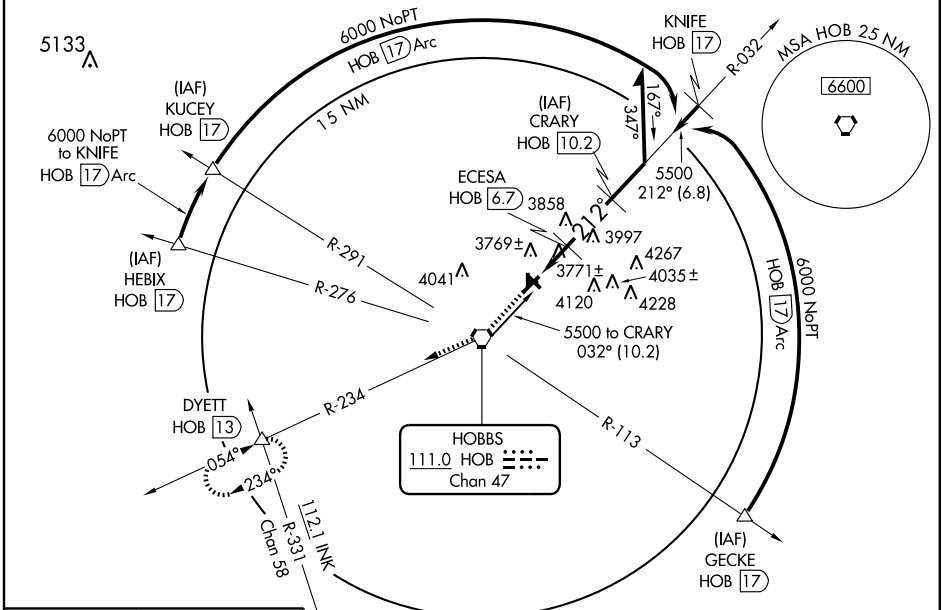 5133
6000 NoPT
HOB 17 Arc
15 NM
KNIFE
HOB 17
R-032
MSA HOB 25 NM
6600
(IAF)
KUCEY
HOB 17
6000 NoPT
to KNIFE
HOB 17 Arc
(IAF)
CRARY
HOB 10.2
347°
167°
5500
212° (6.8)
ECESA
HOB 6.7
3858
212°
3997
3769±
3771±
4267
4035±
4120
4228
4041
(IAF)
HEBIX
HOB 17
R-291
R-276
6000 NoPT
HOB 17 Arc
5500 to CRARY
032° (10.2)
DYETT
HOB 13
R-234
054°
234°
R-113
HOBBS
111.0 HOB
Chan 47
112.1 INK
R-331
Chan 58
(IAF)
GECKE
HOB 17